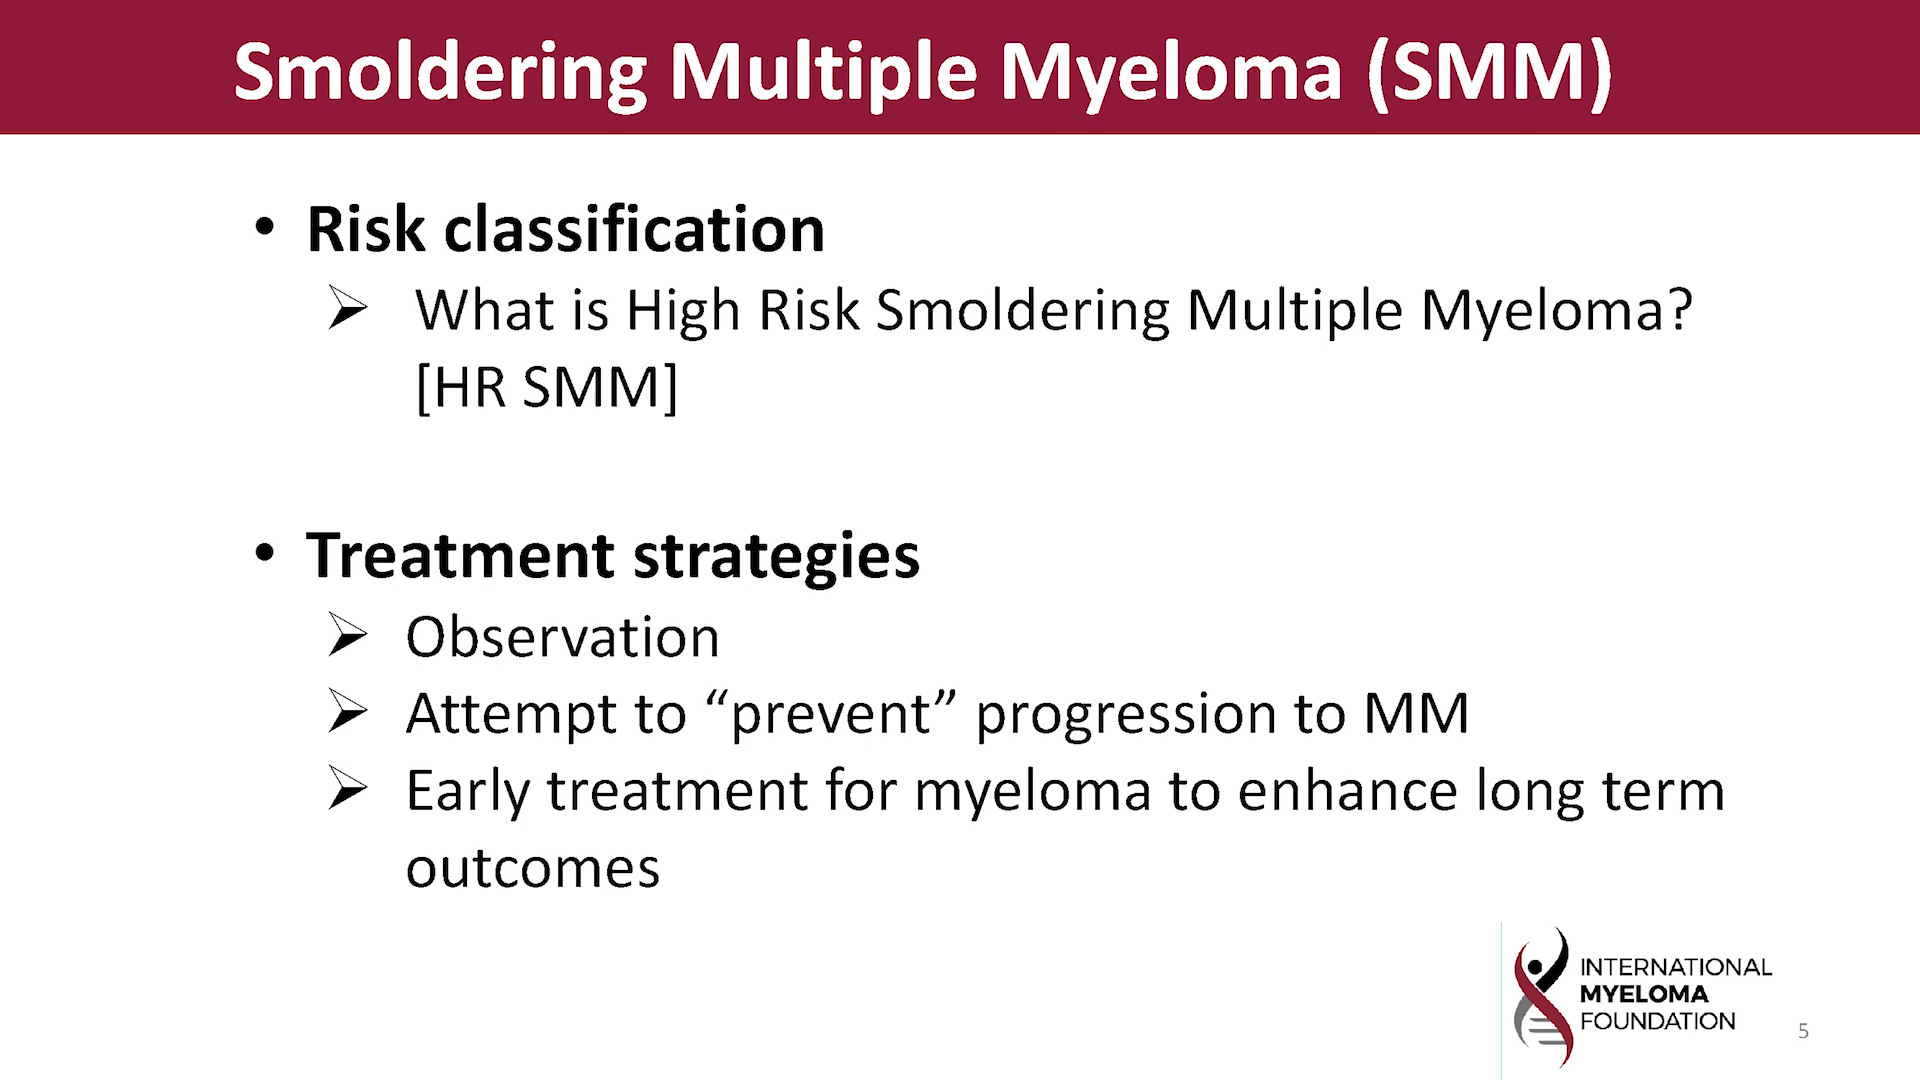 Smoldering Multiple Myeloma (SMM)
• Risk classification
➢ What is High Risk Smoldering Multiple Myeloma?
[HR SMM]
• Treatment strategies
➢ Observation
➢ Attempt to “prevent” progression to MM
➢ Early treatment for myeloma to enhance long term
outcomes
INTERNATIONAL
MYELOMA
FOUNDATION
5